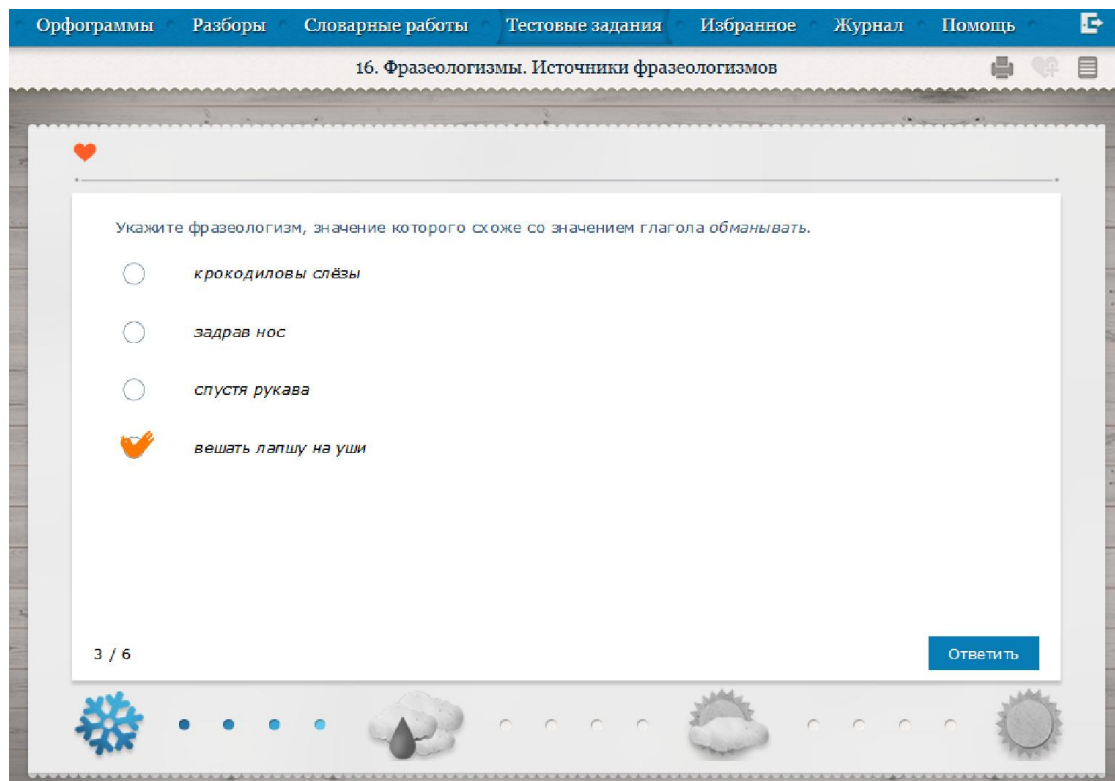 Орфограммы Разборы Словарные работы Тестовые задания Избранное Журнал Помощь
16. Фразеологизмы. Источники фразеологизмов
Укажите фразеологизм, значение которого схоже со значением глагола обманывать.
крокодиловы слёзы
задрав нос
спустя рукава
вешать лапшу на уши
3 / 6
Ответить